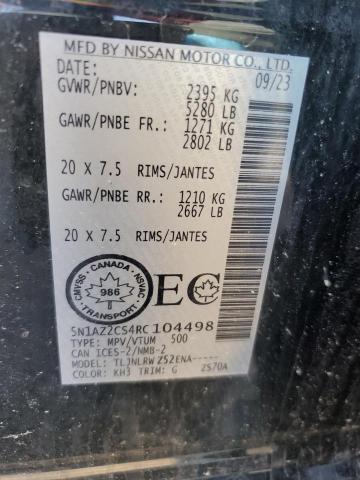 MFD BY NISSAN MOTOR CO., LTD.
DATE: 09/23
GVWR/PNBV: 2395 KG
5280 LB
GAWR/PNBE FR.: 1271 KG
2802 LB
20 X 7.5 RIMS/JANTES
GAWR/PNBE RR.: 1210 KG
2667 LB
20 X 7.5 RIMS/JANTES
CMVSS · CANADA · NSVAC · TRANSPORT
986
EC
5N1AZ2CS4RC104498
TYPE: MPV/VTUM 500
CAN ICES-2/NMB-2
MODEL: TLJNLRW Z52ENA-----
COLOR: KH3 TRIM: G ZS70A